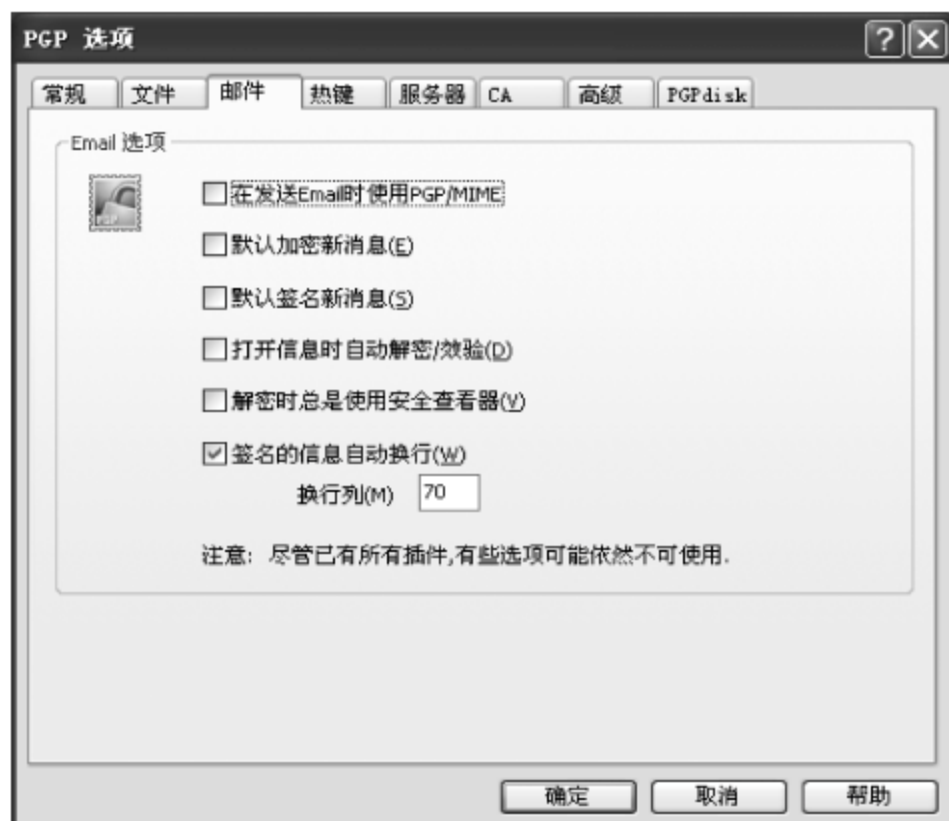 PGP 选项
常规 文件 邮件 热键 服务器 CA 高级 PGPdisk
Email 选项
PGP
在发送Email时使用PGP/MIME
默认加密新消息(E)
默认签名新消息(S)
打开信息时自动解密/效验(D)
解密时总是使用安全查看器(V)
签名的信息自动换行(W)
换行列(M) 70
注意: 尽管已有所有插件,有些选项可能依然不可使用.
确定 取消 帮助